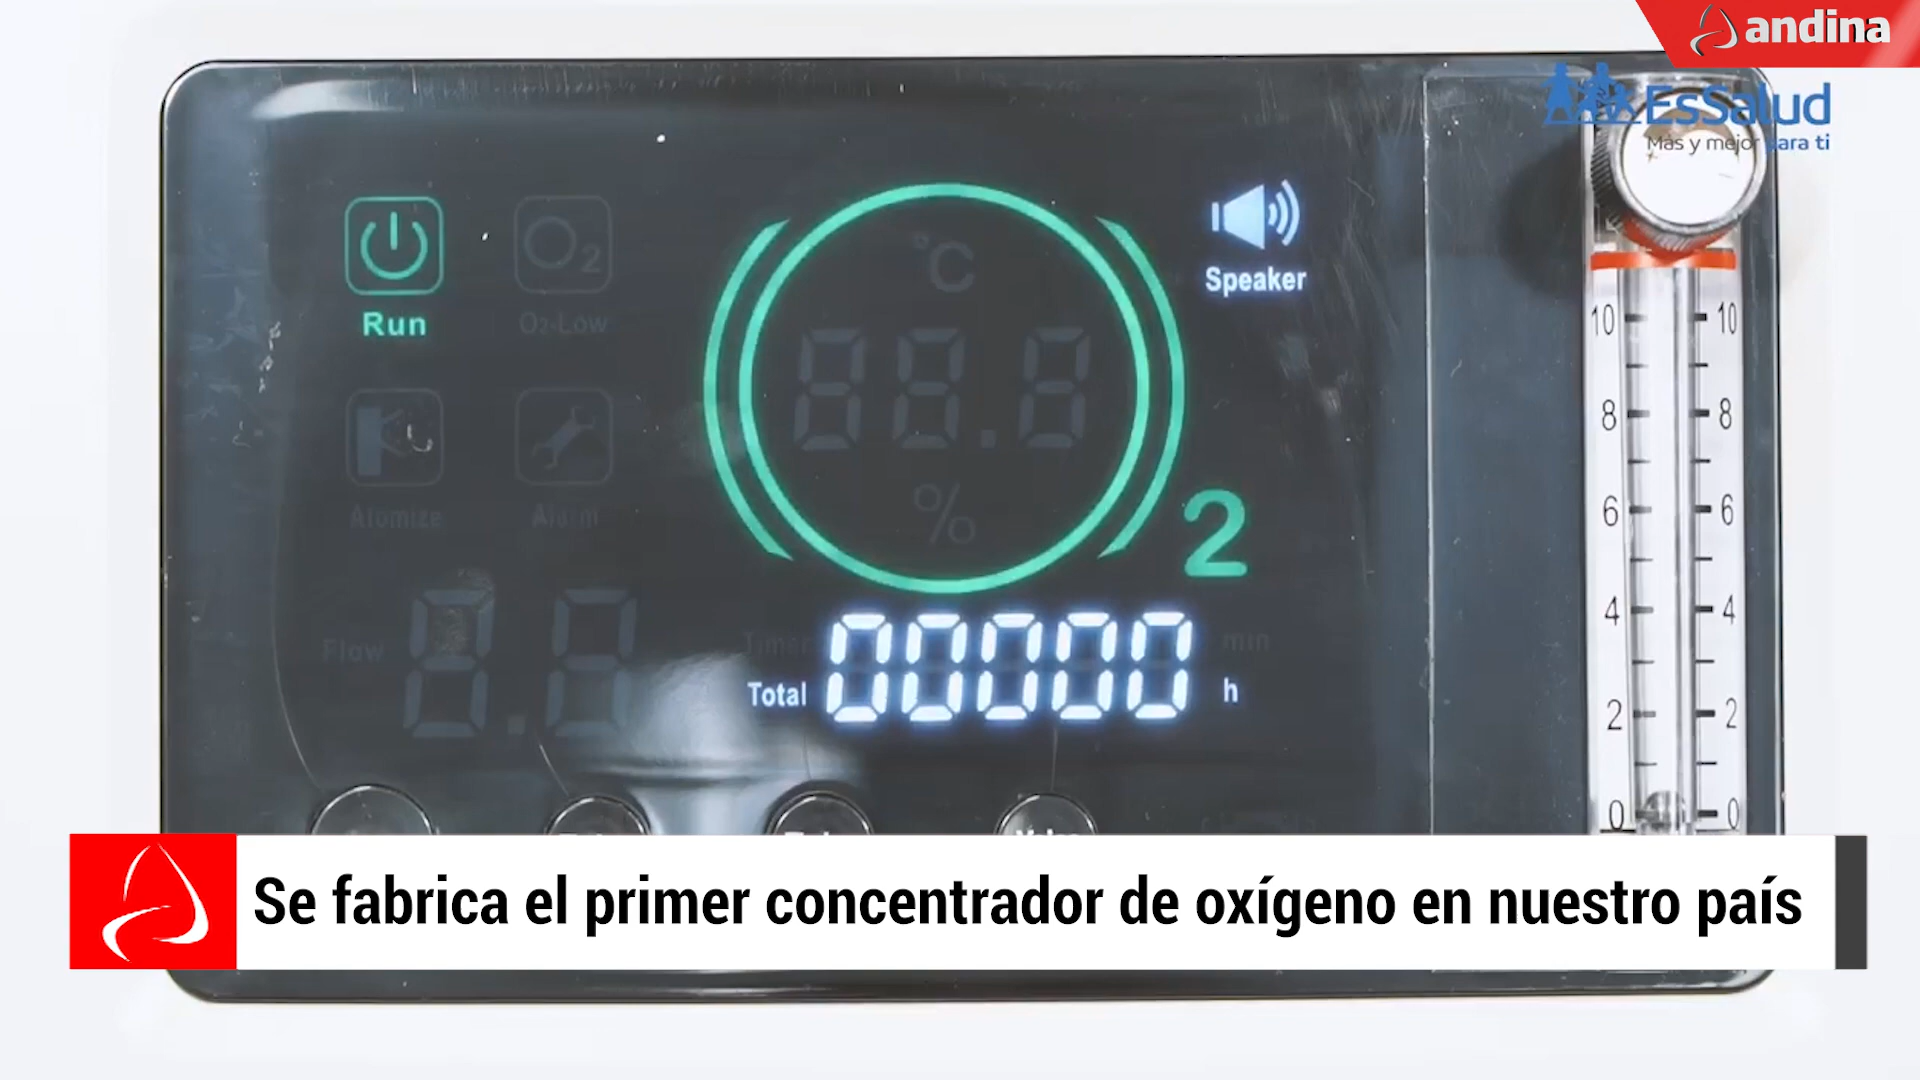 andina
EsSalud
Más y mejor para ti
Run
O₂-Low
°C
Speaker
88.8
%
2
Atomize
Alarm
Flow
8.8
Timer
min
Total
00000
h
10 10
8 8
6 6
4 4
2 2
0 0
Se fabrica el primer concentrador de oxígeno en nuestro país